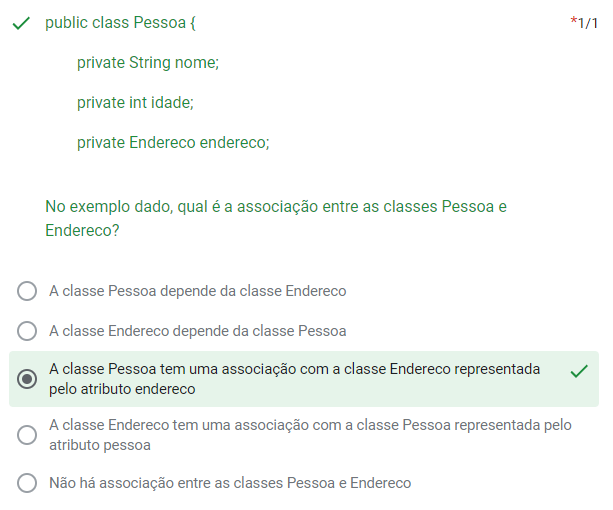 public class Pessoa {
*1/1
private String nome;
private int idade;
private Endereco endereco;
No exemplo dado, qual é a associação entre as classes Pessoa e
Endereco?
A classe Pessoa depende da classe Endereco
A classe Endereco depende da classe Pessoa
A classe Pessoa tem uma associação com a classe Endereco representada
pelo atributo endereco
A classe Endereco tem uma associação com a classe Pessoa representada pelo
atributo pessoa
Não há associação entre as classes Pessoa e Endereco